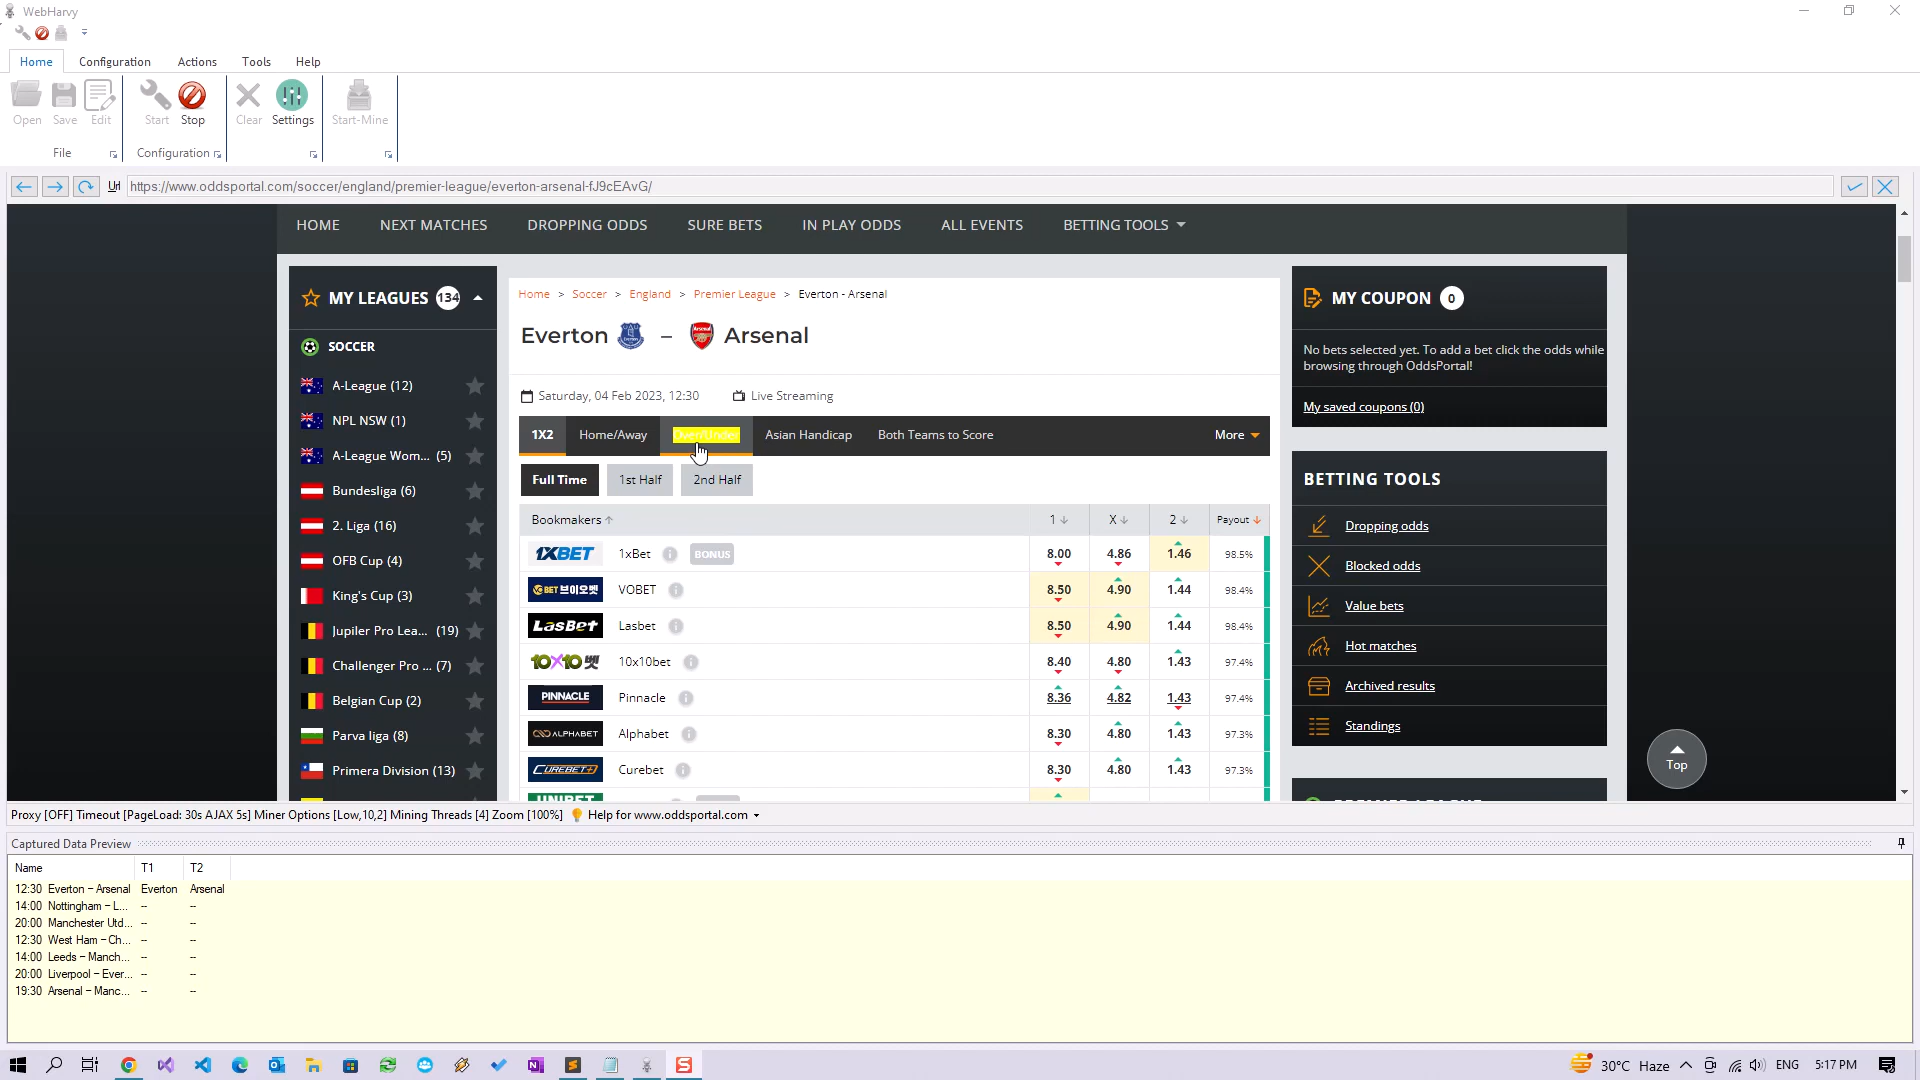 WebHarvy
Home Configuration Actions Tools Help
Open Save Edit Start Stop Clear Settings Start-Mine
File Configuration
Url https://www.oddsportal.com/soccer/england/premier-league/everton-arsenal-fJ9cEAvG/
HOME NEXT MATCHES DROPPING ODDS SURE BETS IN PLAY ODDS ALL EVENTS BETTING TOOLS
MY LEAGUES 134
SOCCER
A-League (12)
NPL NSW (1)
A-League Wom... (5)
Bundesliga (6)
2. Liga (16)
OFB Cup (4)
King's Cup (3)
Jupiler Pro Lea... (19)
Challenger Pro ... (7)
Belgian Cup (2)
Parva liga (8)
Primera Division (13)
Home > Soccer > England > Premier League > Everton - Arsenal
Everton – Arsenal
Saturday, 04 Feb 2023, 12:30 Live Streaming
1X2 Home/Away Over/Under Asian Handicap Both Teams to Score More
Full Time 1st Half 2nd Half
Bookmakers 1 X 2 Payout
1XBET 1xBet i BONUS 8.00 4.86 1.46 98.5%
VOBET i 8.50 4.90 1.44 98.4%
LasBet Lasbet i 8.50 4.90 1.44 98.4%
10X10 벳 10x10bet i 8.40 4.80 1.43 97.4%
PINNACLE Pinnacle i 8.36 4.82 1.43 97.4%
ALPHABET Alphabet i 8.30 4.80 1.43 97.3%
CUREBET Curebet i 8.30 4.80 1.43 97.3%
UNIBET
MY COUPON 0
No bets selected yet. To add a bet click the odds while
browsing through OddsPortal!
My saved coupons (0)
BETTING TOOLS
Dropping odds
Blocked odds
Value bets
Hot matches
Archived results
Standings
PREMIER LEAGUE
Top
Proxy [OFF] Timeout [PageLoad: 30s AJAX 5s] Miner Options [Low,10,2] Mining Threads [4] Zoom [100%] Help for www.oddsportal.com
Captured Data Preview
Name T1 T2
12:30 Everton – Arsenal Everton Arsenal
14:00 Nottingham – L... -- --
20:00 Manchester Utd... -- --
12:30 West Ham – Ch... -- --
14:00 Leeds – Manch... -- --
20:00 Liverpool – Ever... -- --
19:30 Arsenal – Manc... -- --
30°C Haze ENG 5:17 PM